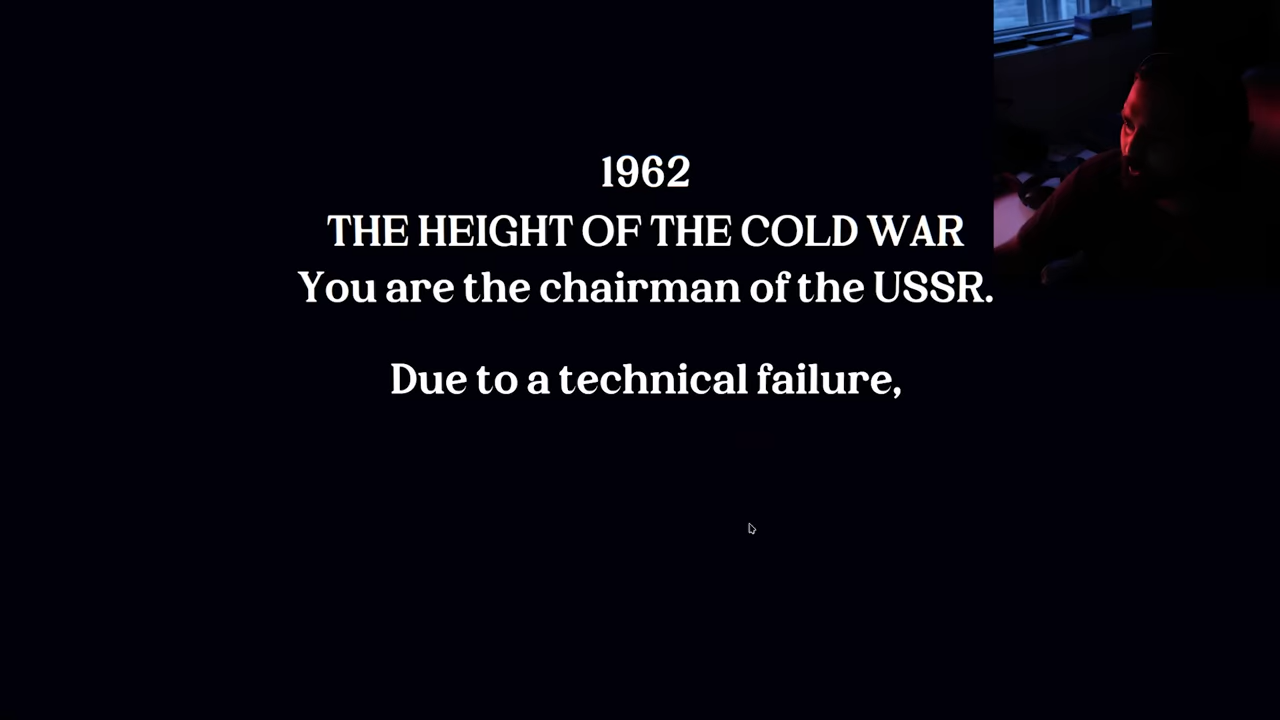 1962
THE HEIGHT OF THE COLD WAR
You are the chairman of the USSR.
Due to a technical failure,